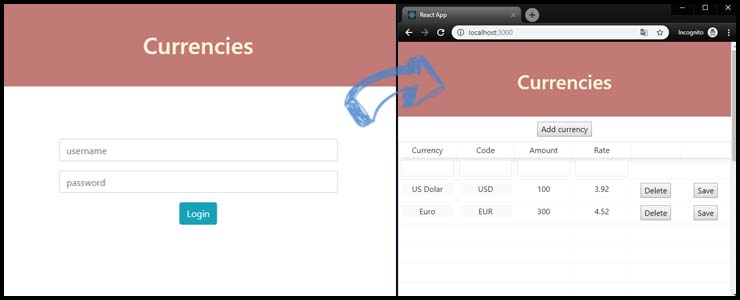 Currencies
username
password
Login
React App
localhost:3000
Incognito
Currencies
Add currency
Currency Code Amount Rate
US Dolar USD 100 3.92 Delete Save
Euro EUR 300 4.52 Delete Save